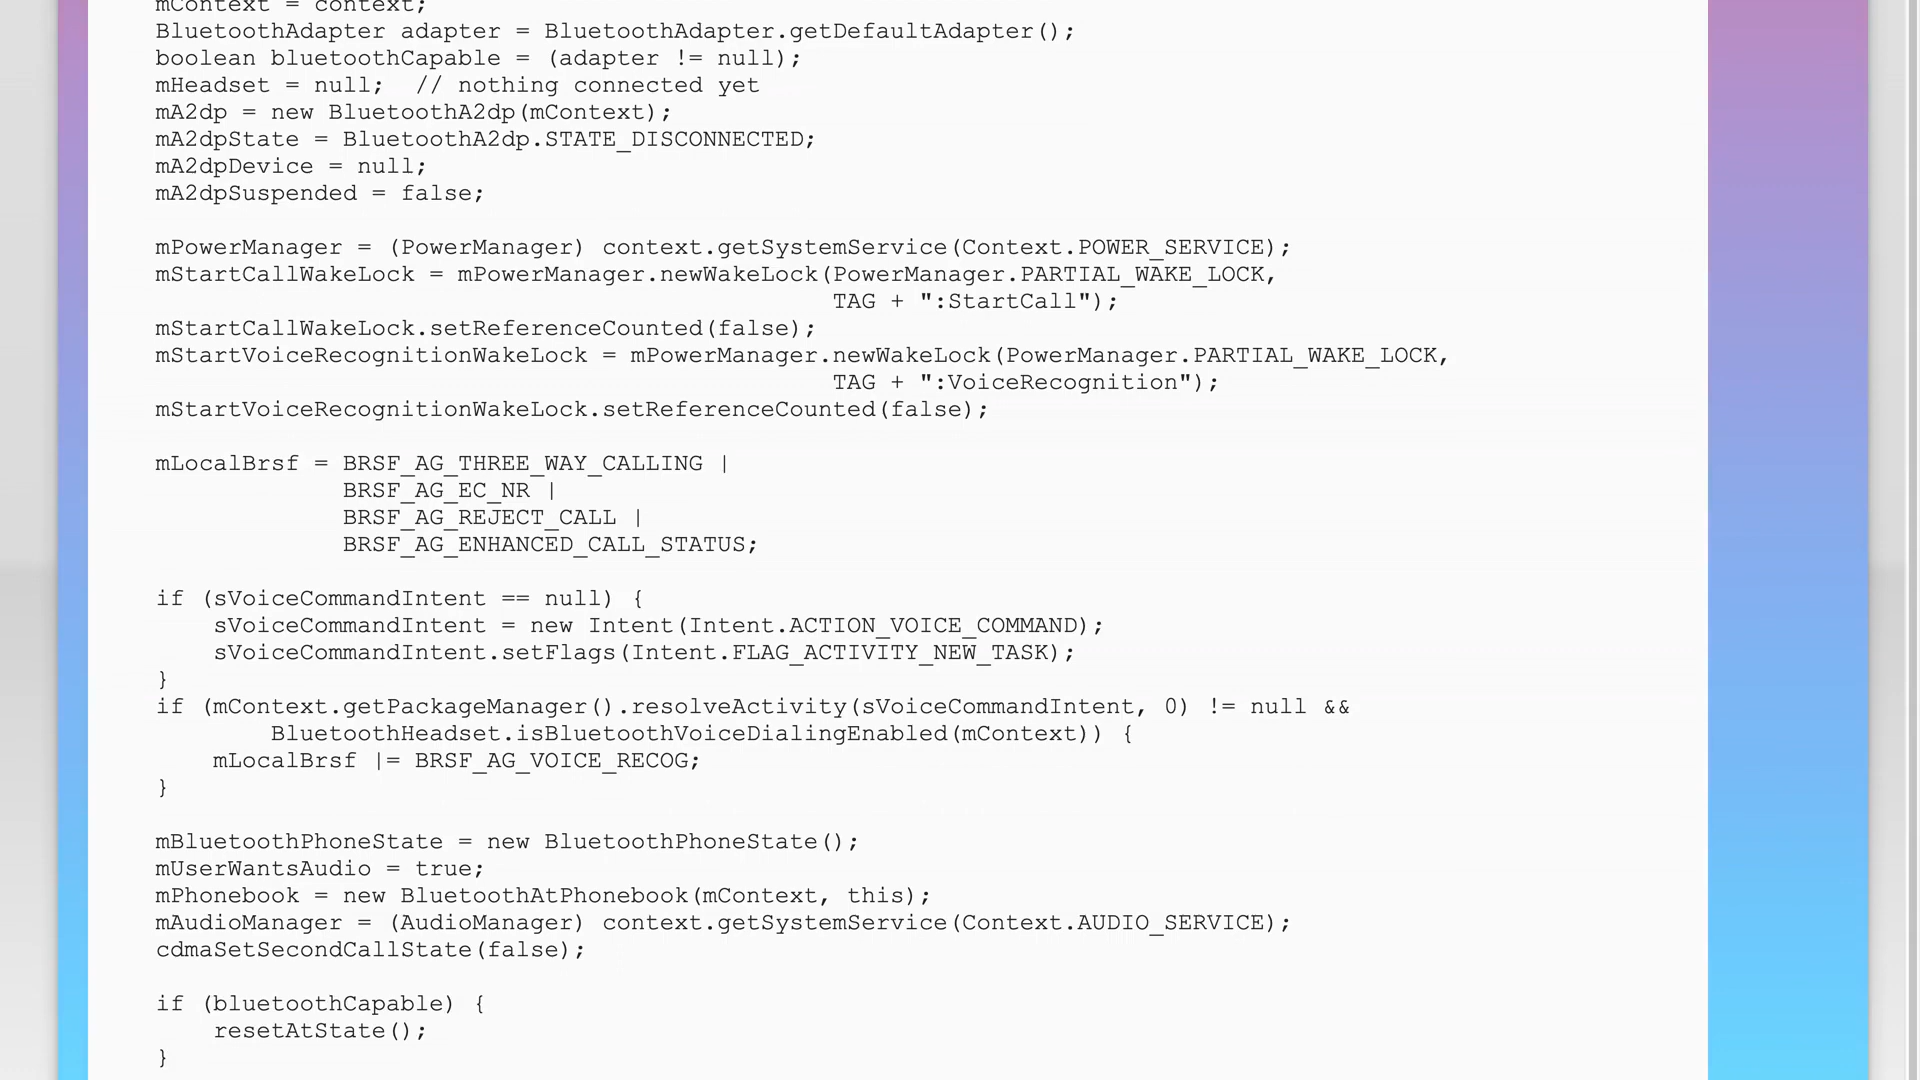 mContext = context;
BluetoothAdapter adapter = BluetoothAdapter.getDefaultAdapter();
boolean bluetoothCapable = (adapter != null);
mHeadset = null;  // nothing connected yet
mA2dp = new BluetoothA2dp(mContext);
mA2dpState = BluetoothA2dp.STATE_DISCONNECTED;
mA2dpDevice = null;
mA2dpSuspended = false;

mPowerManager = (PowerManager) context.getSystemService(Context.POWER_SERVICE);
mStartCallWakeLock = mPowerManager.newWakeLock(PowerManager.PARTIAL_WAKE_LOCK,
                                               TAG + ":StartCall");
mStartCallWakeLock.setReferenceCounted(false);
mStartVoiceRecognitionWakeLock = mPowerManager.newWakeLock(PowerManager.PARTIAL_WAKE_LOCK,
                                               TAG + ":VoiceRecognition");
mStartVoiceRecognitionWakeLock.setReferenceCounted(false);

mLocalBrsf = BRSF_AG_THREE_WAY_CALLING |
             BRSF_AG_EC_NR |
             BRSF_AG_REJECT_CALL |
             BRSF_AG_ENHANCED_CALL_STATUS;

if (sVoiceCommandIntent == null) {
    sVoiceCommandIntent = new Intent(Intent.ACTION_VOICE_COMMAND);
    sVoiceCommandIntent.setFlags(Intent.FLAG_ACTIVITY_NEW_TASK);
}
if (mContext.getPackageManager().resolveActivity(sVoiceCommandIntent, 0) != null &&
        BluetoothHeadset.isBluetoothVoiceDialingEnabled(mContext)) {
    mLocalBrsf |= BRSF_AG_VOICE_RECOG;
}

mBluetoothPhoneState = new BluetoothPhoneState();
mUserWantsAudio = true;
mPhonebook = new BluetoothAtPhonebook(mContext, this);
mAudioManager = (AudioManager) context.getSystemService(Context.AUDIO_SERVICE);
cdmaSetSecondCallState(false);

if (bluetoothCapable) {
    resetAtState();
}